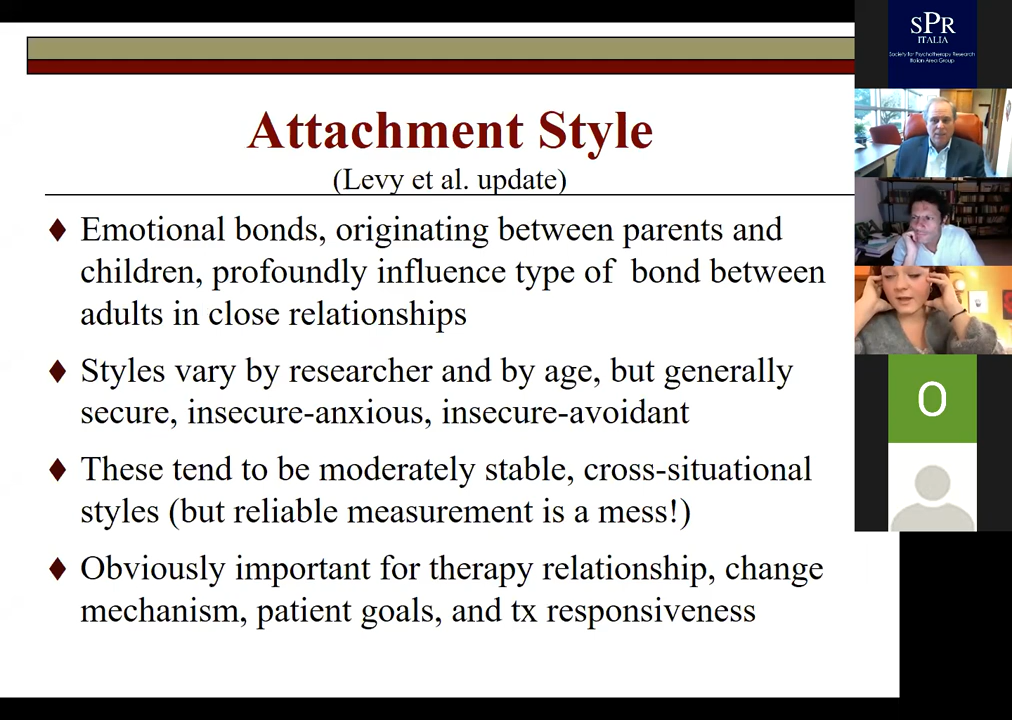 Attachment Style
(Levy et al. update)
Emotional bonds, originating between parents and
children, profoundly influence type of bond between
adults in close relationships
Styles vary by researcher and by age, but generally
secure, insecure-anxious, insecure-avoidant
These tend to be moderately stable, cross-situational
styles (but reliable measurement is a mess!)
Obviously important for therapy relationship, change
mechanism, patient goals, and tx responsiveness
SPR
ITALIA
Society for Psychotherapy Research
Italian Area Group
O